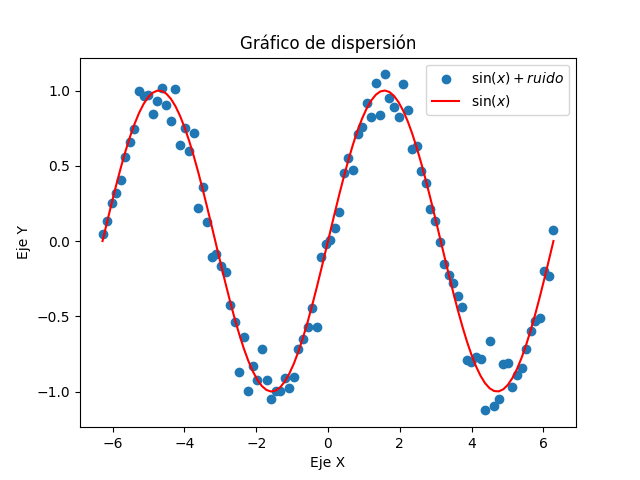 Gráfico de dispersión
sin(x) + ruido
sin(x)
1.0
0.5
0.0
−0.5
−1.0
Eje Y
−6 −4 −2 0 2 4 6
Eje X